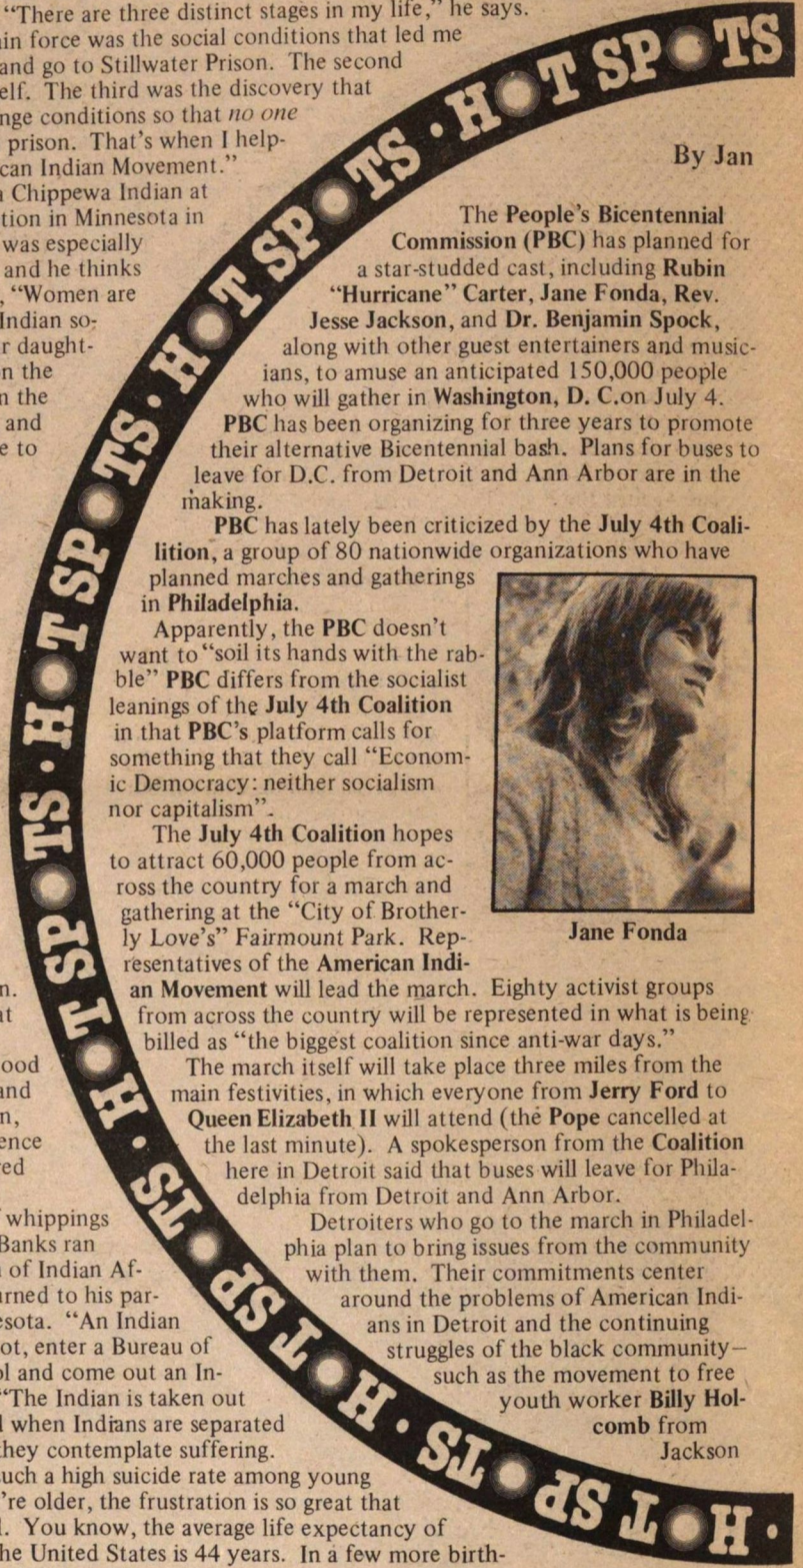 “There are three distinct stages in my life,” he says.
ain force was the social conditions that led me
and go to Stillwater Prison. The second
elf. The third was the discovery that
nge conditions so that no one
prison. That's when I help-
can Indian Movement.”
Chippewa Indian at
tion in Minnesota in
was especially
and he thinks
, “Women are
Indian so-
r daught-
n the
n the
and
e to
n.
at
ood
and
n,
ence
ed
whippings
Banks ran
of Indian Af-
urned to his par-
esota. “An Indian
ot, enter a Bureau of
ol and come out an In-
“The Indian is taken out
d when Indians are separated
they contemplate suffering.
uch a high suicide rate among young
're older, the frustration is so great that
l. You know, the average life expectancy of
he United States is 44 years. In a few more birth-
HOT SPOTS · HOT SPOTS · HOT SPOTS · HOT SPOTS · HOT SPOTS · HOT SPOTS · H
By Jan
The People's Bicentennial
Commission (PBC) has planned for
a star-studded cast, including Rubin
“Hurricane” Carter, Jane Fonda, Rev.
Jesse Jackson, and Dr. Benjamin Spock,
along with other guest entertainers and music-
ians, to amuse an anticipated 150,000 people
who will gather in Washington, D. C.on July 4.
PBC has been organizing for three years to promote
their alternative Bicentennial bash. Plans for buses to
leave for D.C. from Detroit and Ann Arbor are in the
making.
PBC has lately been criticized by the July 4th Coali-
lition, a group of 80 nationwide organizations who have
planned marches and gatherings
in Philadelphia.
Apparently, the PBC doesn't
want to “soil its hands with the rab-
ble” PBC differs from the socialist
leanings of the July 4th Coalition
in that PBC's platform calls for
something that they call “Econom-
ic Democracy: neither socialism
nor capitalism”.
The July 4th Coalition hopes
to attract 60,000 people from ac-
ross the country for a march and
gathering at the “City of Brother-
ly Love's” Fairmount Park. Rep-
resentatives of the American Indi-
an Movement will lead the march. Eighty activist groups
from across the country will be represented in what is being
billed as “the biggest coalition since anti-war days.”
The march itself will take place three miles from the
main festivities, in which everyone from Jerry Ford to
Queen Elizabeth II will attend (the Pope cancelled at
the last minute). A spokesperson from the Coalition
here in Detroit said that buses will leave for Phila-
delphia from Detroit and Ann Arbor.
Detroiters who go to the march in Philadel-
phia plan to bring issues from the community
with them. Their commitments center
around the problems of American Indi-
ans in Detroit and the continuing
struggles of the black community—
such as the movement to free
youth worker Billy Hol-
comb from
Jackson
Jane Fonda